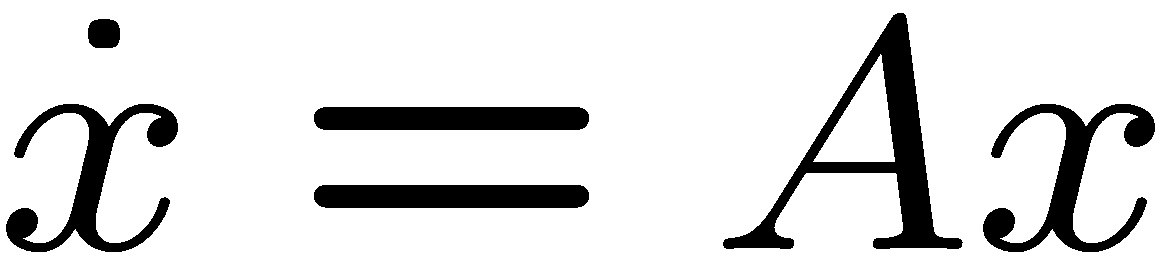 ẋ = Ax